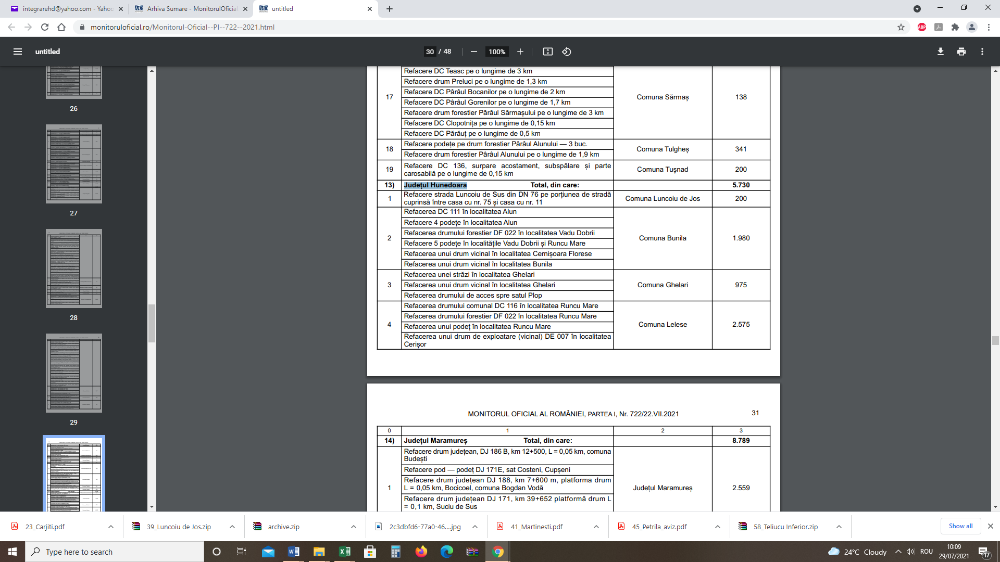 integrarehd@yahoo.com - Yahoo
Arhiva Sumare - MonitorulOficial
untitled
monitoruloficial.ro/Monitorul-Oficial--PI--722--2021.html
ABP
untitled
30 / 48
100%
26
27
28
29
17
Refacere DC Teasc pe o lungime de 3 km
Refacere drum Preluci pe o lungime de 1,3 km
Refacere DC Pârâul Bocanilor pe o lungime de 2 km
Refacere DC Pârâul Gorenilor pe o lungime de 1,7 km
Refacere drum forestier Pârâul Sărmașului pe o lungime de 3 km
Refacere DC Clopotnița pe o lungime de 0,15 km
Refacere DC Părăuț pe o lungime de 0,5 km
Comuna Sărmaș
138
18
Refacere podețe pe drum forestier Pârâul Alunului — 3 buc.
Refacere drum forestier Pârâul Alunului pe o lungime de 1,9 km
Comuna Tulgheș
341
19
Refacere DC 136, surpare acostament, subspălare și parte
carosabilă pe o lungime de 0,15 km
Comuna Tușnad
200
13) Județul Hunedoara Total, din care: 5.730
1
Refacere strada Luncoiu de Sus din DN 76 pe porțiunea de stradă
cuprinsă între casa cu nr. 75 și casa cu nr. 11
Comuna Luncoiu de Jos
200
2
Refacerea DC 111 în localitatea Alun
Refacere 4 podețe în localitatea Alun
Refacerea drumului forestier DF 022 în localitatea Vadu Dobrii
Refacere 5 podețe în localitățile Vadu Dobrii și Runcu Mare
Refacerea unui drum vicinal în localitatea Cernișoara Florese
Refacerea unui drum vicinal în localitatea Bunila
Comuna Bunila
1.980
3
Refacerea unei străzi în localitatea Ghelari
Refacerea unui drum vicinal în localitatea Ghelari
Refacerea drumului de acces spre satul Plop
Comuna Ghelari
975
4
Refacerea drumului comunal DC 116 în localitatea Runcu Mare
Refacerea drumului forestier DF 022 în localitatea Runcu Mare
Refacerea unui podeț în localitatea Runcu Mare
Refacerea unui drum de exploatare (vicinal) DE 007 în localitatea
Cerișor
Comuna Lelese
2.575
MONITORUL OFICIAL AL ROMÂNIEI, PARTEA I, Nr. 722/22.VII.2021
31
0 1 2 3
14) Județul Maramureș Total, din care: 8.789
1
Refacere drum județean, DJ 186 B, km 12+500, L = 0,05 km, comuna
Budești
Refacere pod — podeț DJ 171E, sat Costeni, Cupșeni
Refacere drum județean DJ 188, km 7+600 m, platforma drum
L = 0,05 km, Bocicoel, comuna Bogdan Vodă
Refacere drum județean DJ 171, km 39+652 platformă drum L
= 0,1 km, Suciu de Sus
Județul Maramureș
2.559
23_Carjiti.pdf
39_Luncoiu de Jos.zip
archive.zip
2c3dbfd6-77a0-46....jpg
41_Martinesti.pdf
45_Petrila_aviz.pdf
58_Teliucu Inferior.zip
Show all
Type here to search
24°C Cloudy
ROU
10:09
29/07/2021
17